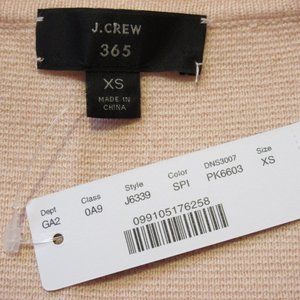 J.CREW
365
XS
MADE IN
CHINA
Dept Class Style Color DNS3007 Size
GA2 0A9 J6339 SPI PK6603 XS
099105176258